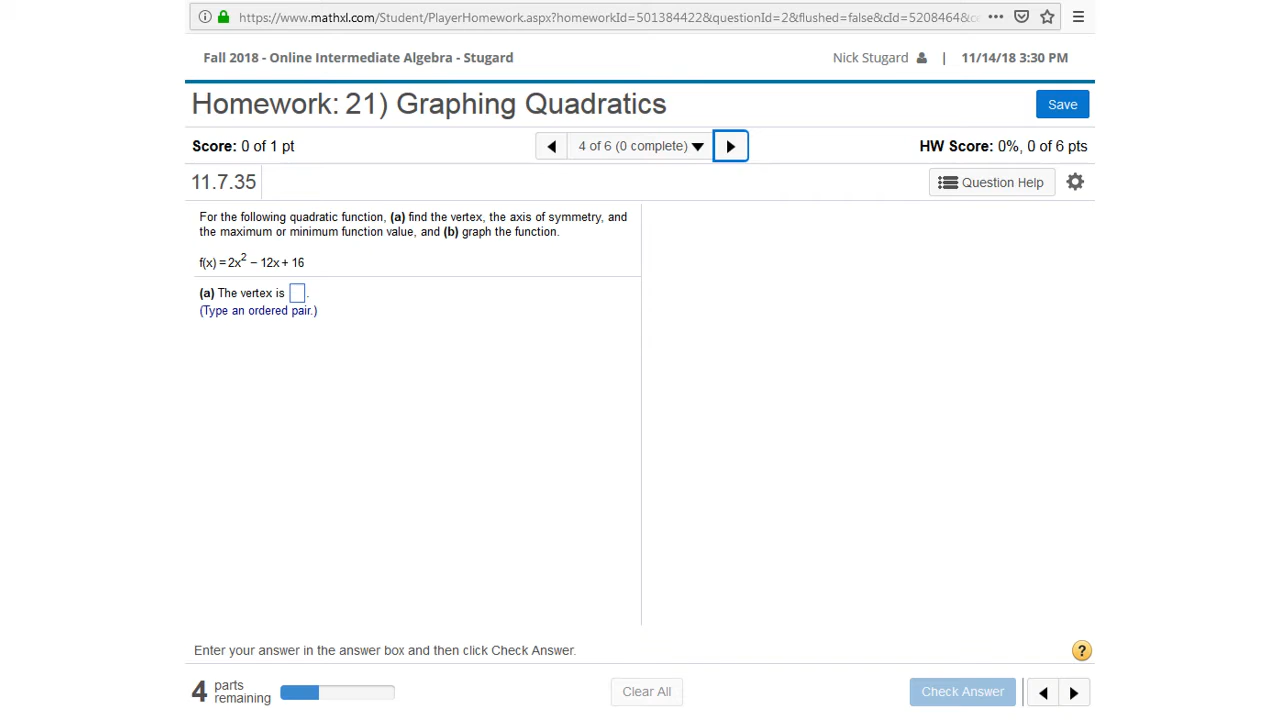 https://www.mathxl.com/Student/PlayerHomework.aspx?homeworkId=501384422&questionId=2&flushed=false&cId=5208464&c
Fall 2018 - Online Intermediate Algebra - Stugard
Nick Stugard | 11/14/18 3:30 PM
Homework: 21) Graphing Quadratics
Save
Score: 0 of 1 pt
4 of 6 (0 complete)
HW Score: 0%, 0 of 6 pts
11.7.35
Question Help
For the following quadratic function, (a) find the vertex, the axis of symmetry, and
the maximum or minimum function value, and (b) graph the function.
f(x) = 2x² − 12x + 16
(a) The vertex is .
(Type an ordered pair.)
Enter your answer in the answer box and then click Check Answer.
?
4 parts
remaining
Clear All
Check Answer